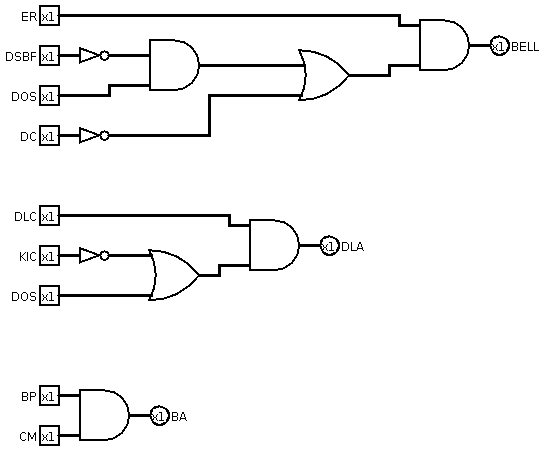 ER x1
x1 BELL
DSBF x1
DOS x1
DC x1
DLC x1
x1 DLA
KIC x1
DOS x1
BP x1
x1 BA
CM x1